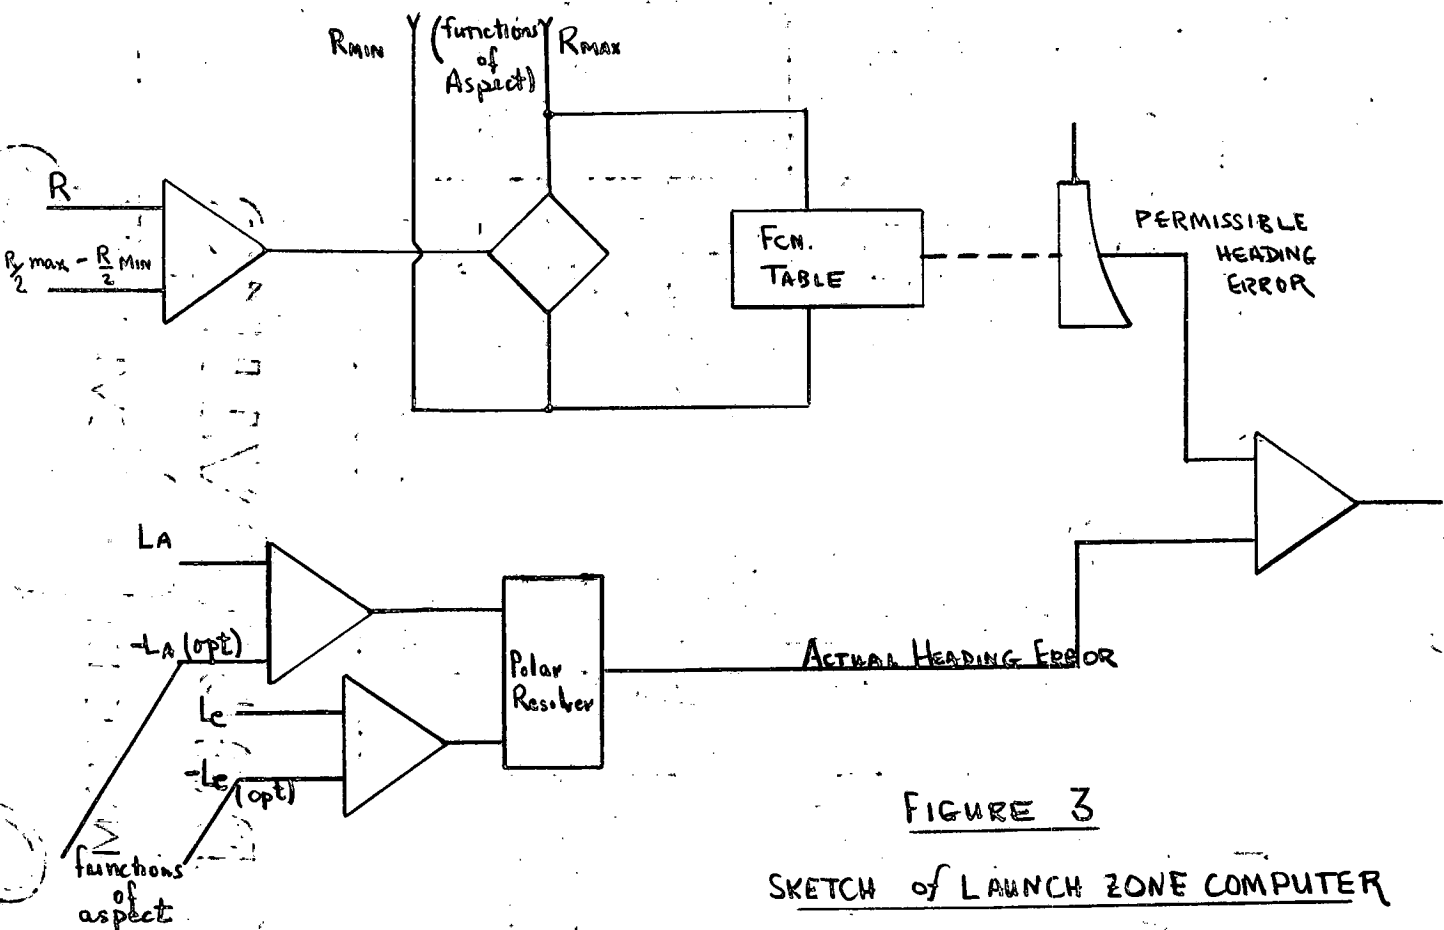 RMIN
(functions
of
Aspect)
RMAX
R
R/2 max - R/2 MIN
FCN.
TABLE
PERMISSIBLE
HEADING
ERROR
LA
-LA (opt)
Le
-Le
(opt)
Polar
Resolver
ACTUAL HEADING ERROR
functions
of
aspect
FIGURE 3
SKETCH of LAUNCH ZONE COMPUTER